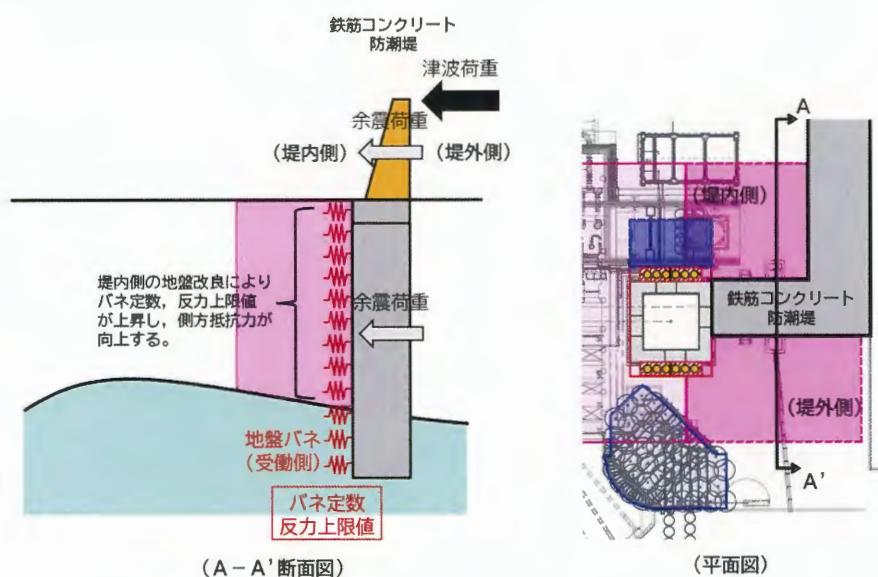 鉄筋コンクリート
防潮堤
津波荷重
余震荷重
（堤内側）
（堤外側）
堤内側の地盤改良により
バネ定数，反力上限値
が上昇し，側方抵抗力が
向上する。
余震荷重
地盤バネ
（受働側）
バネ定数
反力上限値
（A－A’断面図）
A
（堤内側）
鉄筋コンクリート
防潮堤
（堤外側）
A’
（平面図）